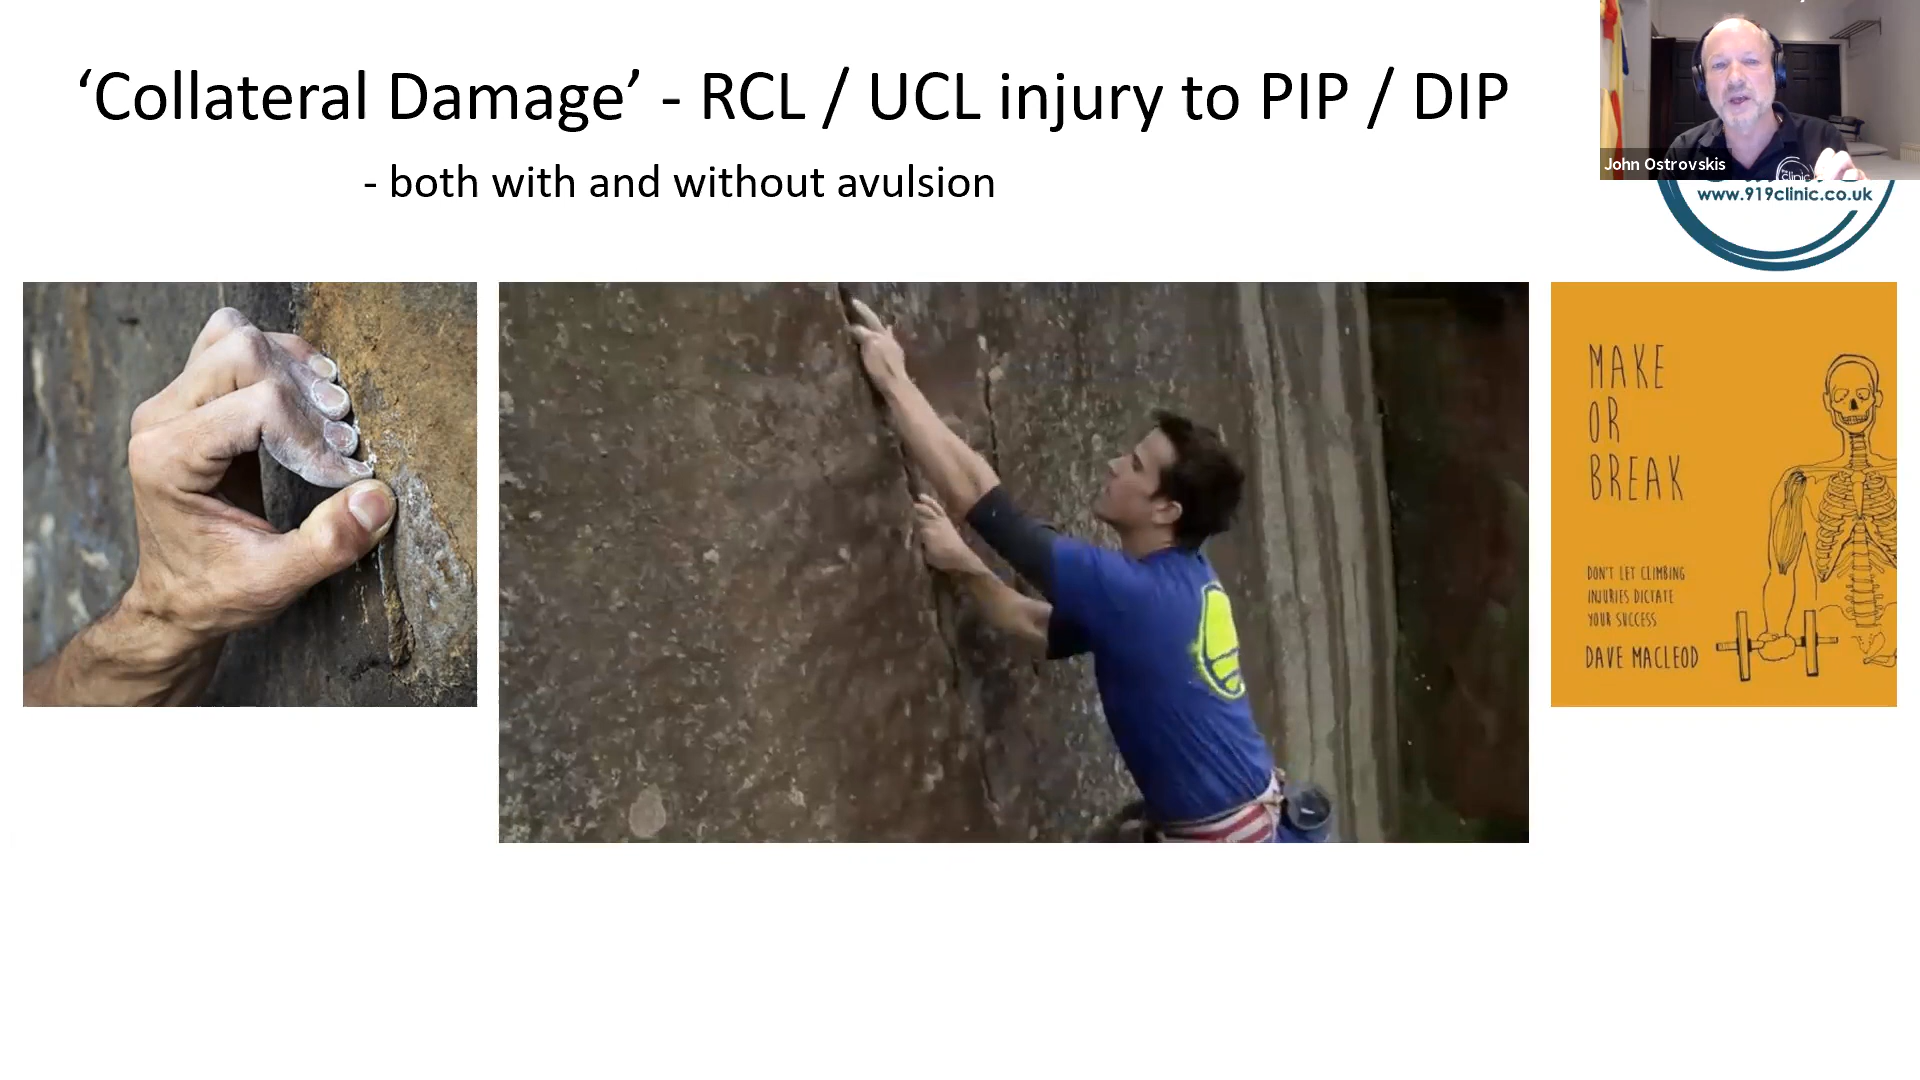 ‘Collateral Damage’ - RCL / UCL injury to PIP / DIP
- both with and without avulsion
John Ostrovskis
clinic
www.919clinic.co.uk
MAKE
OR
BREAK
DON'T LET CLIMBING
INJURIES DICTATE
YOUR SUCCESS
DAVE MACLEOD